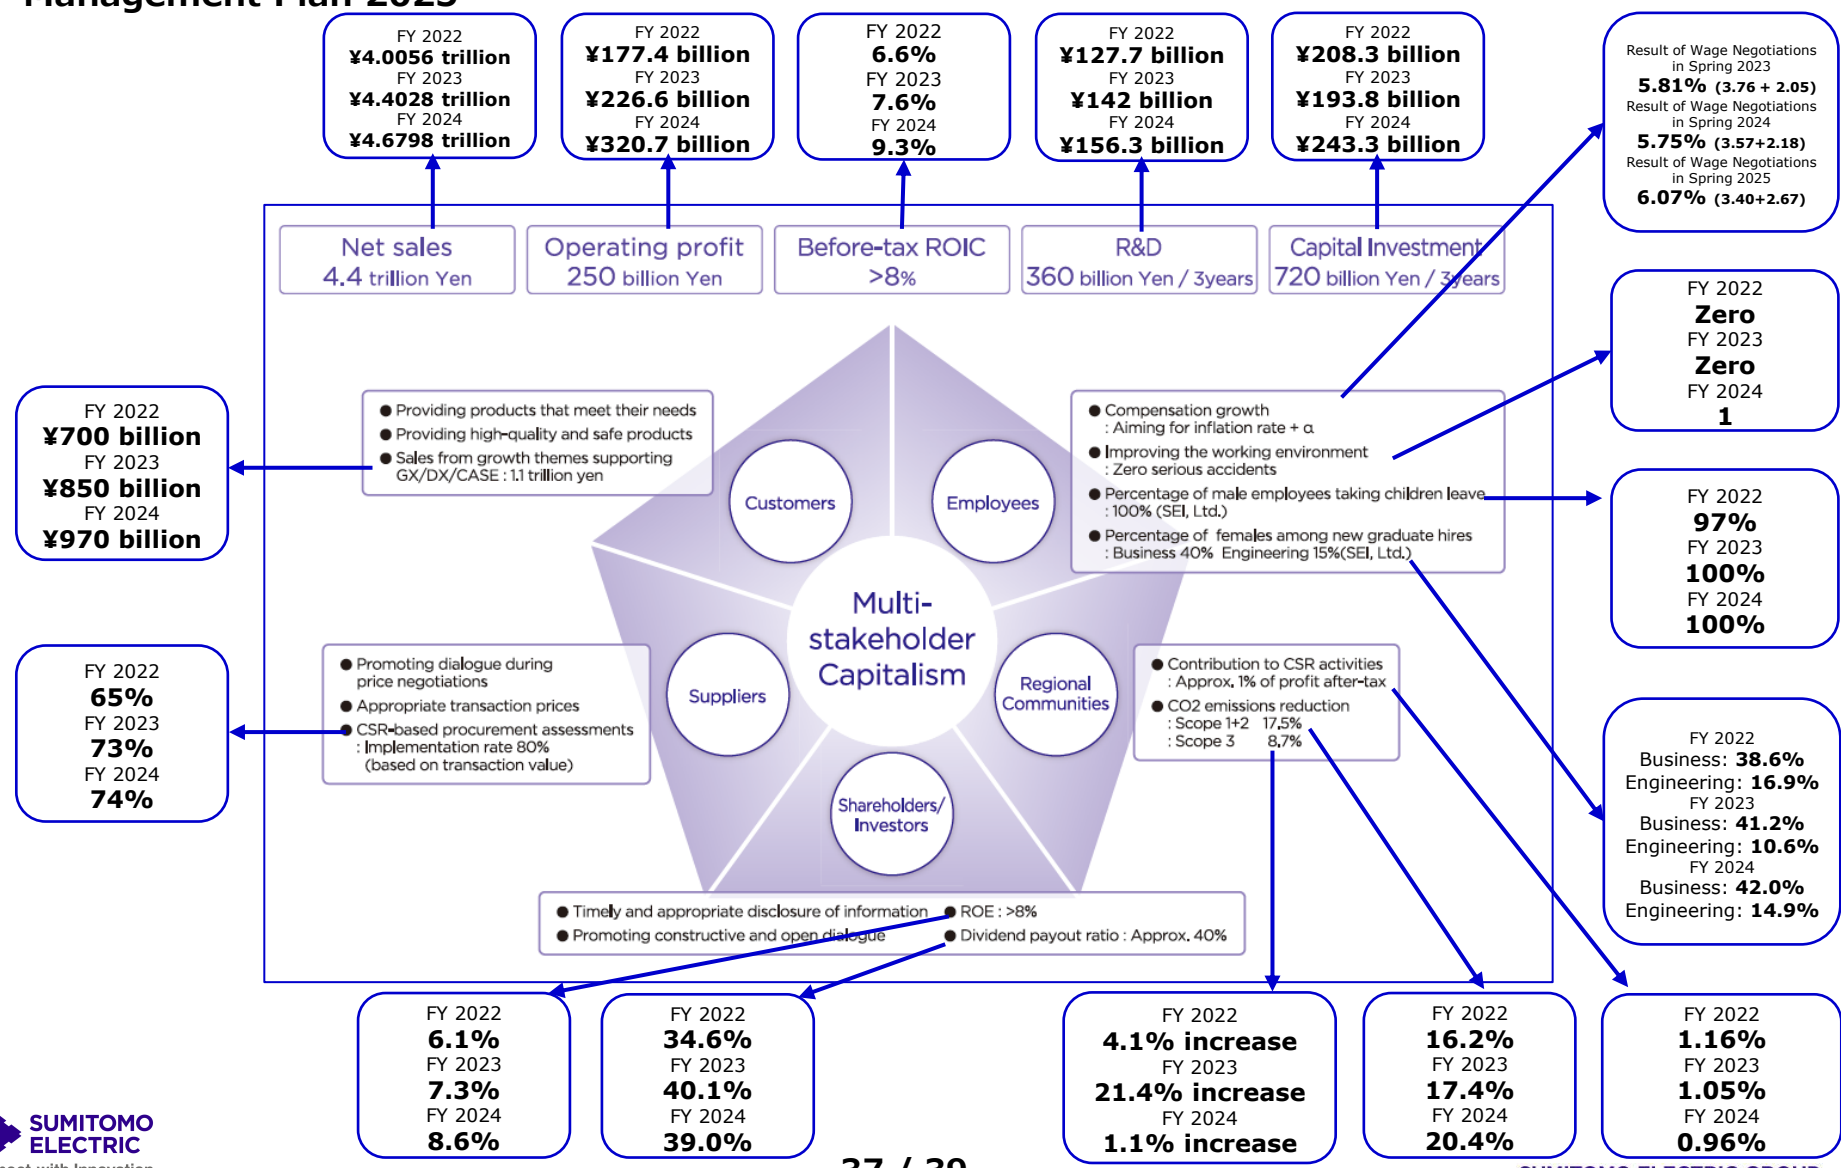 Management Plan 2025
FY 2022
¥4.0056 trillion
FY 2023
¥4.4028 trillion
FY 2024
¥4.6798 trillion
FY 2022
¥177.4 billion
FY 2023
¥226.6 billion
FY 2024
¥320.7 billion
FY 2022
6.6%
FY 2023
7.6%
FY 2024
9.3%
FY 2022
¥127.7 billion
FY 2023
¥142 billion
FY 2024
¥156.3 billion
FY 2022
¥208.3 billion
FY 2023
¥193.8 billion
FY 2024
¥243.3 billion
Result of Wage Negotiations
in Spring 2023
5.81% (3.76 + 2.05)
Result of Wage Negotiations
in Spring 2024
5.75% (3.57+2.18)
Result of Wage Negotiations
in Spring 2025
6.07% (3.40+2.67)
Net sales
4.4 trillion Yen
Operating profit
250 billion Yen
Before-tax ROIC
>8%
R&D
360 billion Yen / 3years
Capital Investment
720 billion Yen / 3years
FY 2022
Zero
FY 2023
Zero
FY 2024
1
FY 2022
¥700 billion
FY 2023
¥850 billion
FY 2024
¥970 billion
● Providing products that meet their needs
● Providing high-quality and safe products
● Sales from growth themes supporting
GX/DX/CASE : 1.1 trillion yen
Customers
Employees
● Compensation growth
: Aiming for inflation rate + α
● Improving the working environment
: Zero serious accidents
● Percentage of male employees taking children leave
: 100% (SEI, Ltd.)
● Percentage of females among new graduate hires
: Business 40% Engineering 15%(SEI, Ltd.)
FY 2022
97%
FY 2023
100%
FY 2024
100%
Multi-
stakeholder
Capitalism
FY 2022
65%
FY 2023
73%
FY 2024
74%
● Promoting dialogue during
price negotiations
● Appropriate transaction prices
● CSR-based procurement assessments
: Implementation rate 80%
(based on transaction value)
Suppliers
Regional
Communities
● Contribution to CSR activities
: Approx. 1% of profit after-tax
● CO2 emissions reduction
: Scope 1+2 17.5%
: Scope 3 8.7%
FY 2022
Business: 38.6%
Engineering: 16.9%
FY 2023
Business: 41.2%
Engineering: 10.6%
FY 2024
Business: 42.0%
Engineering: 14.9%
Shareholders/
Investors
● Timely and appropriate disclosure of information ● ROE : >8%
● Promoting constructive and open dialogue ● Dividend payout ratio : Approx. 40%
FY 2022
6.1%
FY 2023
7.3%
FY 2024
8.6%
FY 2022
34.6%
FY 2023
40.1%
FY 2024
39.0%
FY 2022
4.1% increase
FY 2023
21.4% increase
FY 2024
1.1% increase
FY 2022
16.2%
FY 2023
17.4%
FY 2024
20.4%
FY 2022
1.16%
FY 2023
1.05%
FY 2024
0.96%
SUMITOMO
ELECTRIC
with Innovation
37 / 39
SUMITOMO ELECTRIC GROUP